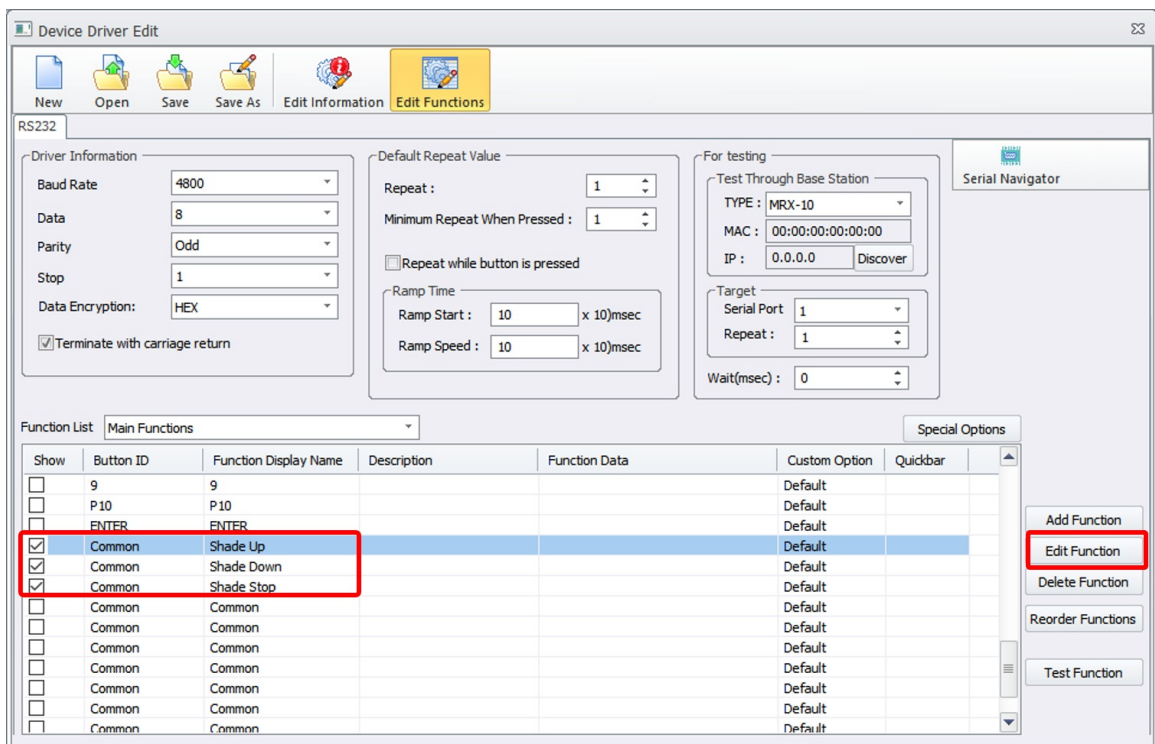 Device Driver Edit
New Open Save Save As Edit Information Edit Functions
RS232
Driver Information
Baud Rate 4800
Data 8
Parity Odd
Stop 1
Data Encryption: HEX
Terminate with carriage return
Default Repeat Value
Repeat : 1
Minimum Repeat When Pressed : 1
Repeat while button is pressed
Ramp Time
Ramp Start : 10 x 10)msec
Ramp Speed : 10 x 10)msec
For testing
Test Through Base Station
TYPE : MRX-10
MAC : 00:00:00:00:00:00
IP : 0.0.0.0 Discover
Target
Serial Port 1
Repeat : 1
Wait(msec) : 0
Serial Navigator
Function List Main Functions
Special Options
Show Button ID Function Display Name Description Function Data Custom Option Quickbar
9 9 Default
P10 P10 Default
ENTER ENTER Default
Common Shade Up Default
Common Shade Down Default
Common Shade Stop Default
Common Common Default
Common Common Default
Common Common Default
Common Common Default
Common Common Default
Common Common Default
Common Common Default
Add Function
Edit Function
Delete Function
Reorder Functions
Test Function